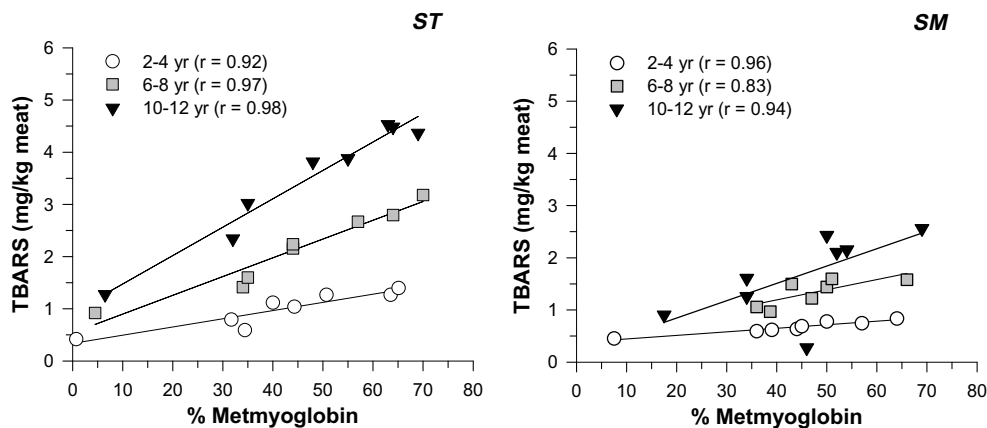 ST
2-4 yr (r = 0.92)
6-8 yr (r = 0.97)
10-12 yr (r = 0.98)
TBARS (mg/kg meat)
6
5
4
3
2
1
0
0 10 20 30 40 50 60 70 80
% Metmyoglobin
SM
2-4 yr (r = 0.96)
6-8 yr (r = 0.83)
10-12 yr (r = 0.94)
TBARS (mg/kg meat)
6
5
4
3
2
1
0
0 10 20 30 40 50 60 70 80
% Metmyoglobin